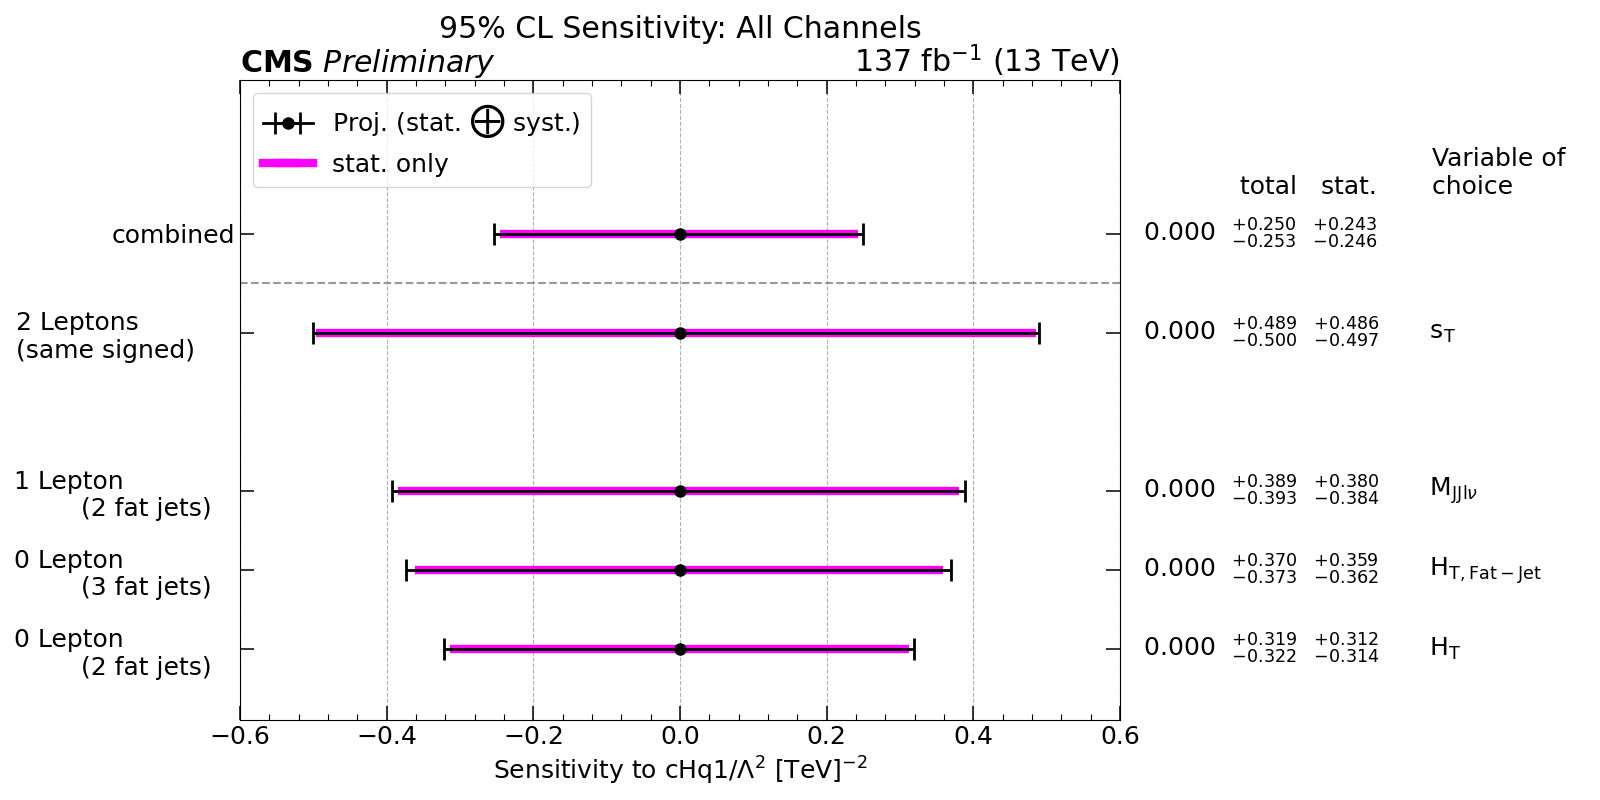 95% CL Sensitivity: All Channels
CMS Preliminary 137 fb⁻¹ (13 TeV)
Proj. (stat. ⊕ syst.)
stat. only
Variable of
total stat. choice
combined 0.000 +0.250 +0.243
−0.253 −0.246
2 Leptons
(same signed) 0.000 +0.489 +0.486 s_T
−0.500 −0.497
1 Lepton
(2 fat jets) 0.000 +0.389 +0.380 M_JJlν
−0.393 −0.384
0 Lepton
(3 fat jets) 0.000 +0.370 +0.359 H_T, Fat−Jet
−0.373 −0.362
0 Lepton
(2 fat jets) 0.000 +0.319 +0.312 H_T
−0.322 −0.314
−0.6 −0.4 −0.2 0.0 0.2 0.4 0.6
Sensitivity to cHq1/Λ² [TeV]⁻²